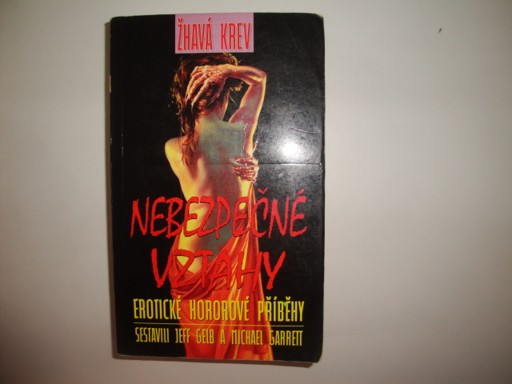 ŽHAVÁ KREV
NEBEZPEČNÉ
VZTAHY
EROTICKÉ HOROROVÉ PŘÍBĚHY
SESTAVILI JEFF GELB A MICHAEL GARRETT